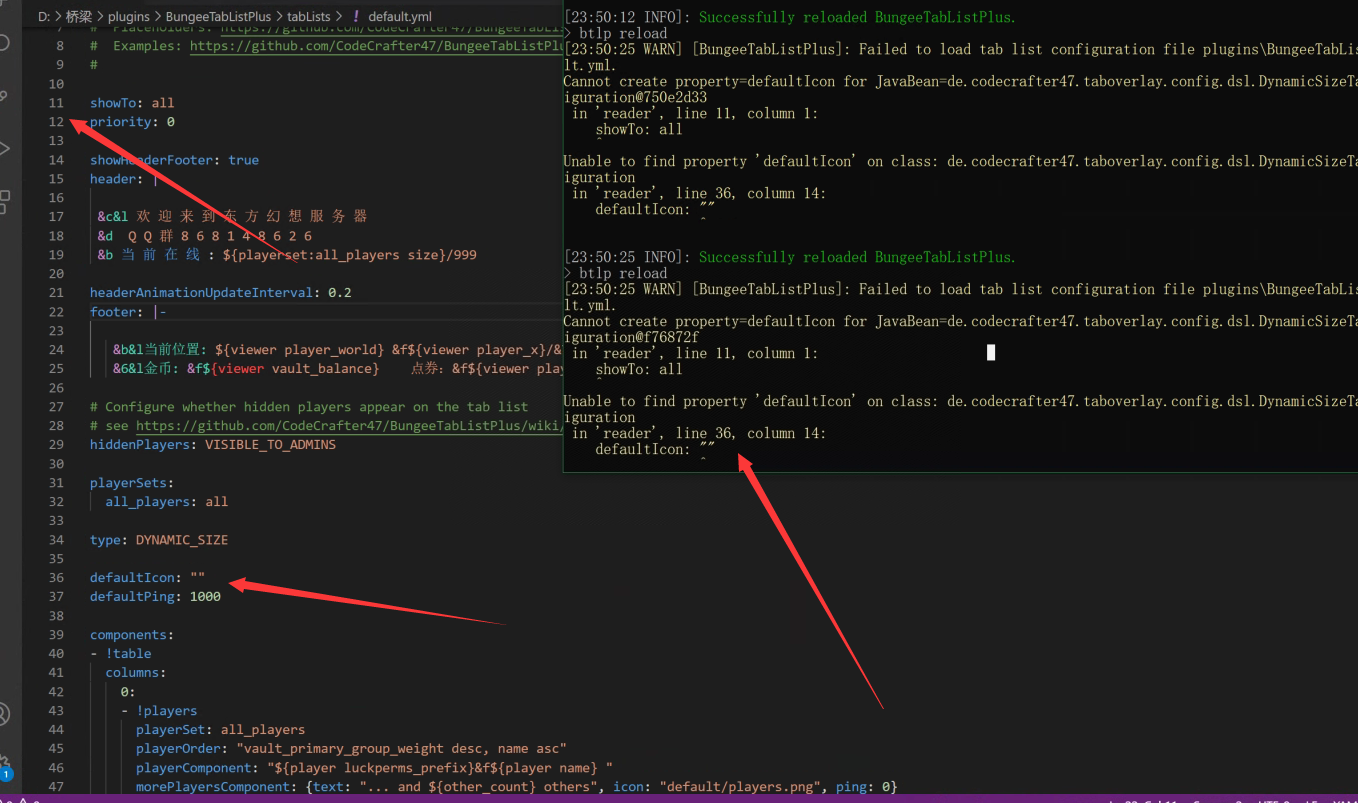 D: > 桥梁 > plugins > BungeeTabListPlus > tabLists > ! default.yml
7 # Placeholders: https://github.com/CodeCrafter47/BungeeTabLis
8 # Examples: https://github.com/CodeCrafter47/BungeeTabListPlu
9 #
10
11 showTo: all
12 priority: 0
13
14 showHeaderFooter: true
15 header: |
16
17 &c&l 欢 迎 来 到 东 方 幻 想 服 务 器
18 &d Q Q 群 8 6 8 1 4 8 6 2 6
19 &b 当 前 在 线 : ${playerset:all_players size}/999
20
21 headerAnimationUpdateInterval: 0.2
22 footer: |-
23
24 &b&l当前位置: ${viewer player_world} &f${viewer player_x}/&
25 &6&l金币: &f${viewer vault_balance} 点券: &f${viewer play
26
27 # Configure whether hidden players appear on the tab list
28 # see https://github.com/CodeCrafter47/BungeeTabListPlus/wiki/
29 hiddenPlayers: VISIBLE_TO_ADMINS
30
31 playerSets:
32 all_players: all
33
34 type: DYNAMIC_SIZE
35
36 defaultIcon: ""
37 defaultPing: 1000
38
39 components:
40 - !table
41 columns:
42 0:
43 - !players
44 playerSet: all_players
45 playerOrder: "vault_primary_group_weight desc, name asc"
46 playerComponent: "${player luckperms_prefix}&f${player name} "
47 morePlayersComponent: {text: "... and ${other_count} others", icon: "default/players.png", ping: 0}
1
[23:50:12 INFO]: Successfully reloaded BungeeTabListPlus.
> btlp reload
[23:50:25 WARN] [BungeeTabListPlus]: Failed to load tab list configuration file plugins\BungeeTabLis
lt.yml.
Cannot create property=defaultIcon for JavaBean=de.codecrafter47.taboverlay.config.dsl.DynamicSizeTa
iguration@750e2d33
in 'reader', line 11, column 1:
showTo: all
^
Unable to find property 'defaultIcon' on class: de.codecrafter47.taboverlay.config.dsl.DynamicSizeTa
iguration
in 'reader', line 36, column 14:
defaultIcon: ""
^
[23:50:25 INFO]: Successfully reloaded BungeeTabListPlus.
> btlp reload
[23:50:25 WARN] [BungeeTabListPlus]: Failed to load tab list configuration file plugins\BungeeTabLis
lt.yml.
Cannot create property=defaultIcon for JavaBean=de.codecrafter47.taboverlay.config.dsl.DynamicSizeTa
iguration@f76872f
in 'reader', line 11, column 1:
showTo: all
^
Unable to find property 'defaultIcon' on class: de.codecrafter47.taboverlay.config.dsl.DynamicSizeTa
iguration
in 'reader', line 36, column 14:
defaultIcon: ""
^